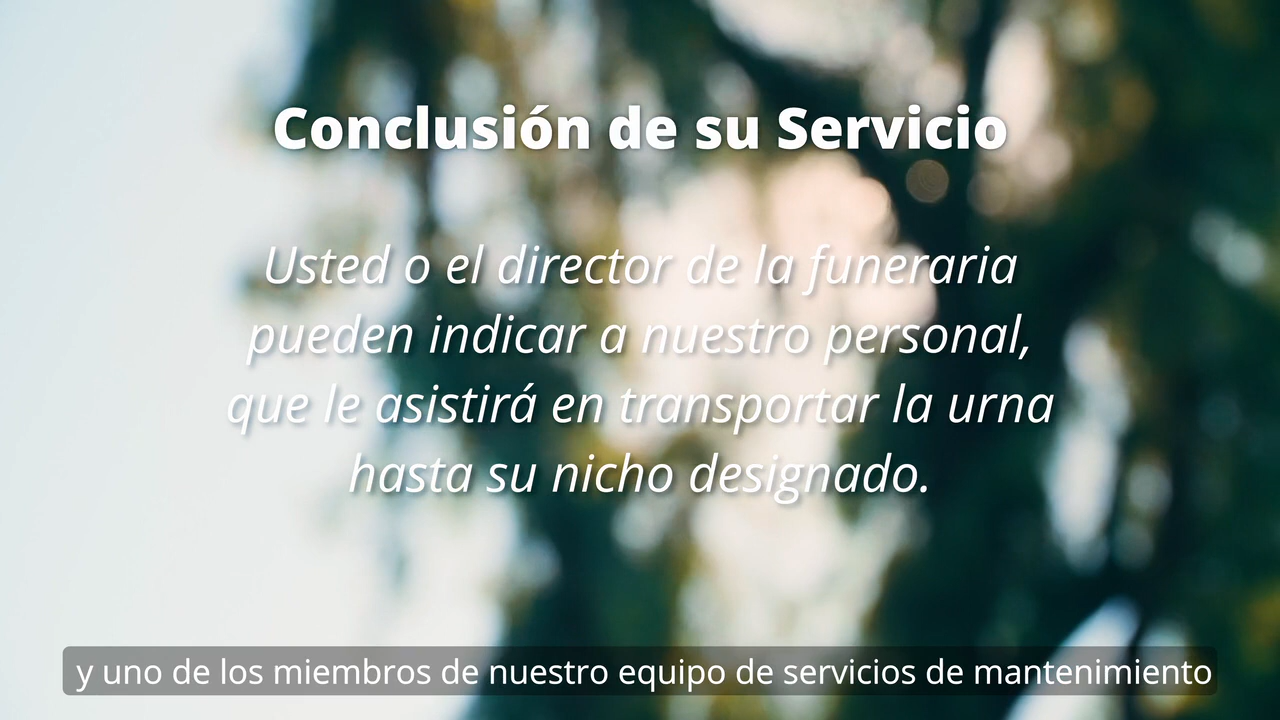 Conclusión de su Servicio
Usted o el director de la funeraria
pueden indicar a nuestro personal,
que le asistirá en transportar la urna
hasta su nicho designado.
y uno de los miembros de nuestro equipo de servicios de mantenimiento